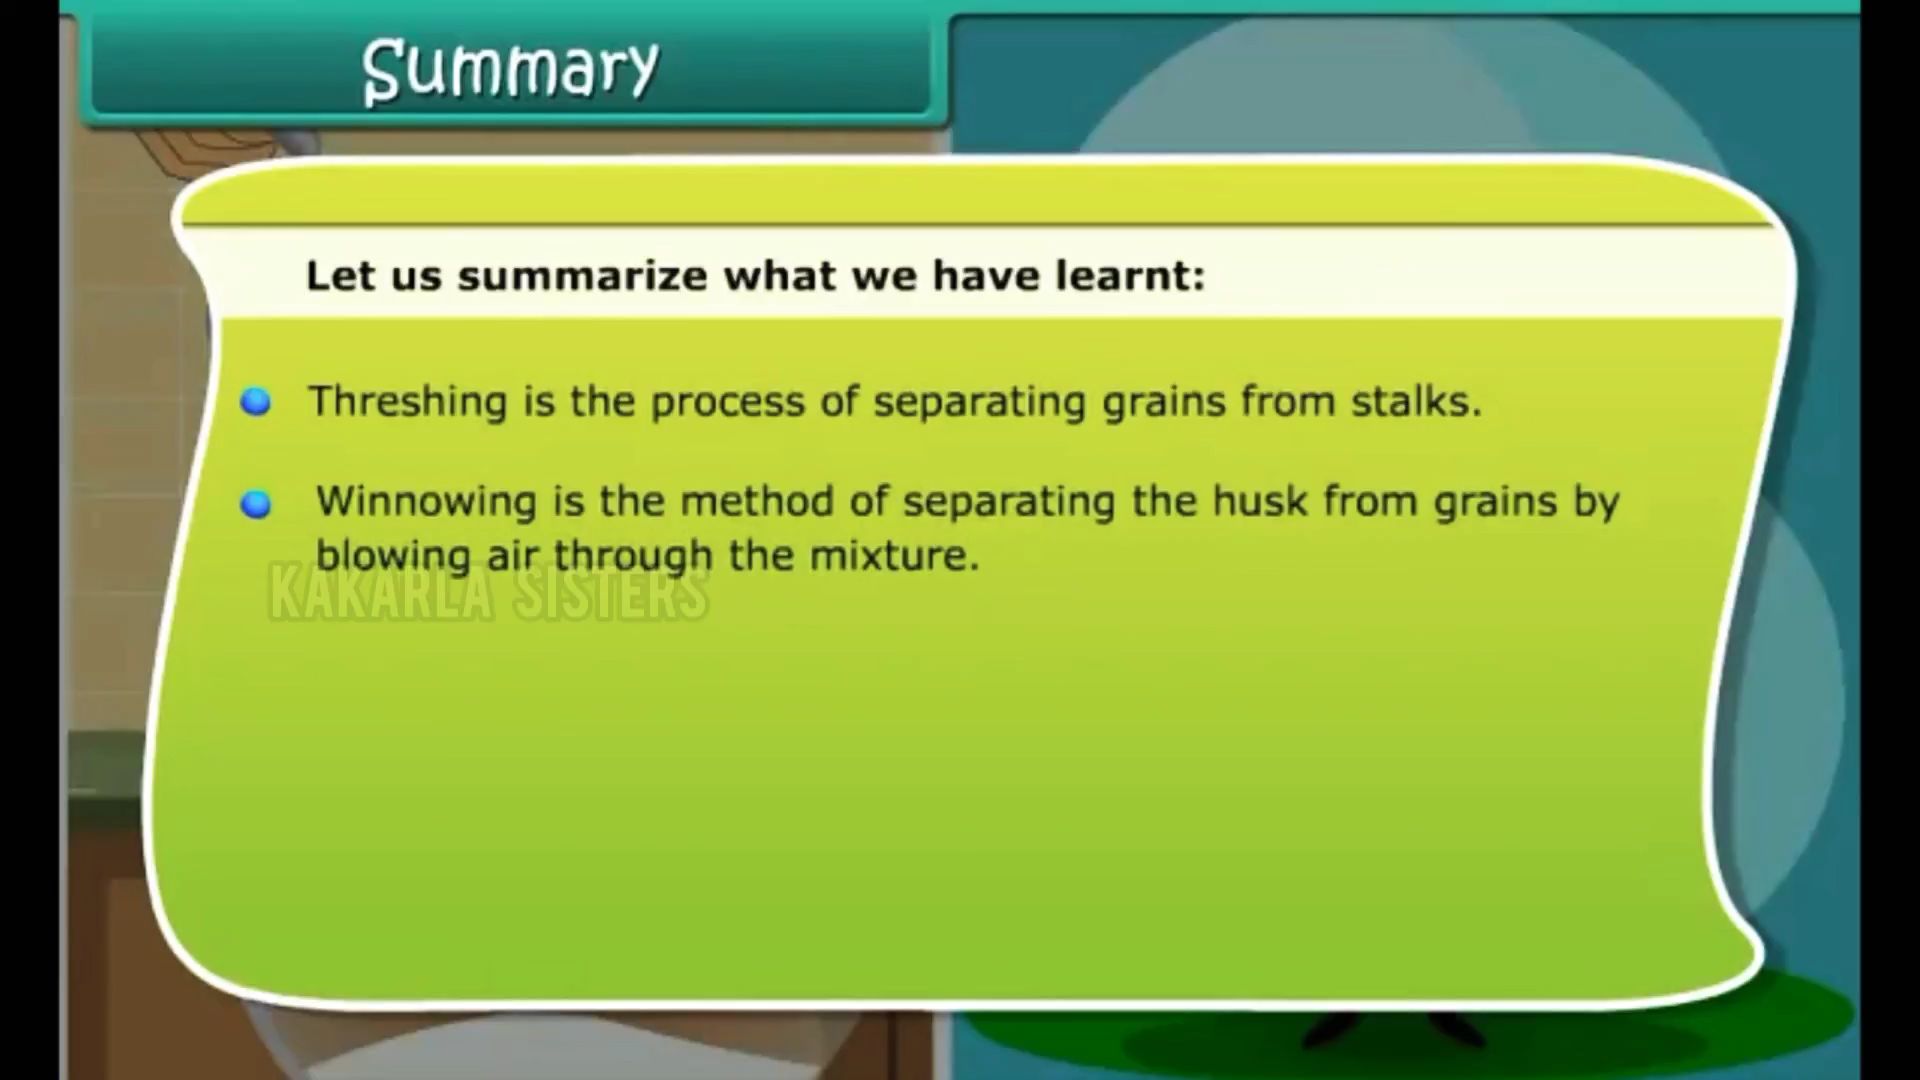 Summary
Let us summarize what we have learnt:
Threshing is the process of separating grains from stalks.
Winnowing is the method of separating the husk from grains by
blowing air through the mixture.
KAKARLA SISTERS